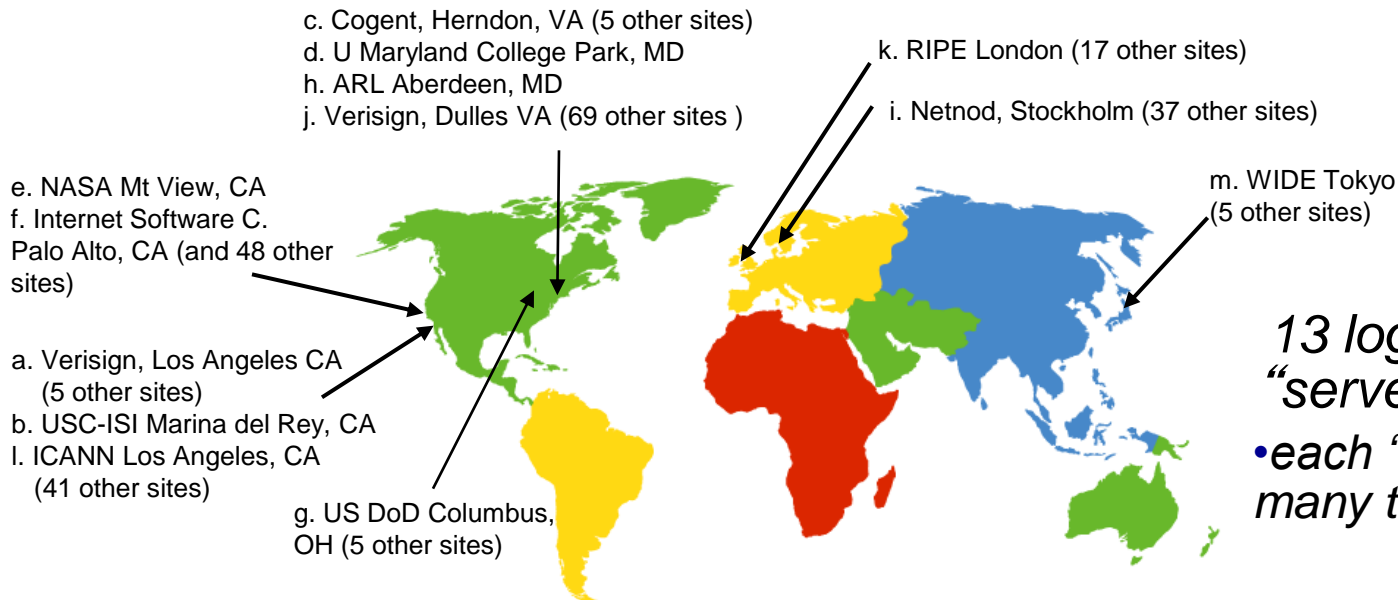 c. Cogent, Herndon, VA (5 other sites)
d. U Maryland College Park, MD
h. ARL Aberdeen, MD
j. Verisign, Dulles VA (69 other sites )
k. RIPE London (17 other sites)
i. Netnod, Stockholm (37 other sites)
e. NASA Mt View, CA
f. Internet Software C.
Palo Alto, CA (and 48 other
sites)
m. WIDE Tokyo
(5 other sites)
a. Verisign, Los Angeles CA
(5 other sites)
b. USC-ISI Marina del Rey, CA
l. ICANN Los Angeles, CA
(41 other sites)
g. US DoD Columbus,
OH (5 other sites)
13 log
“serve
•each “
many t